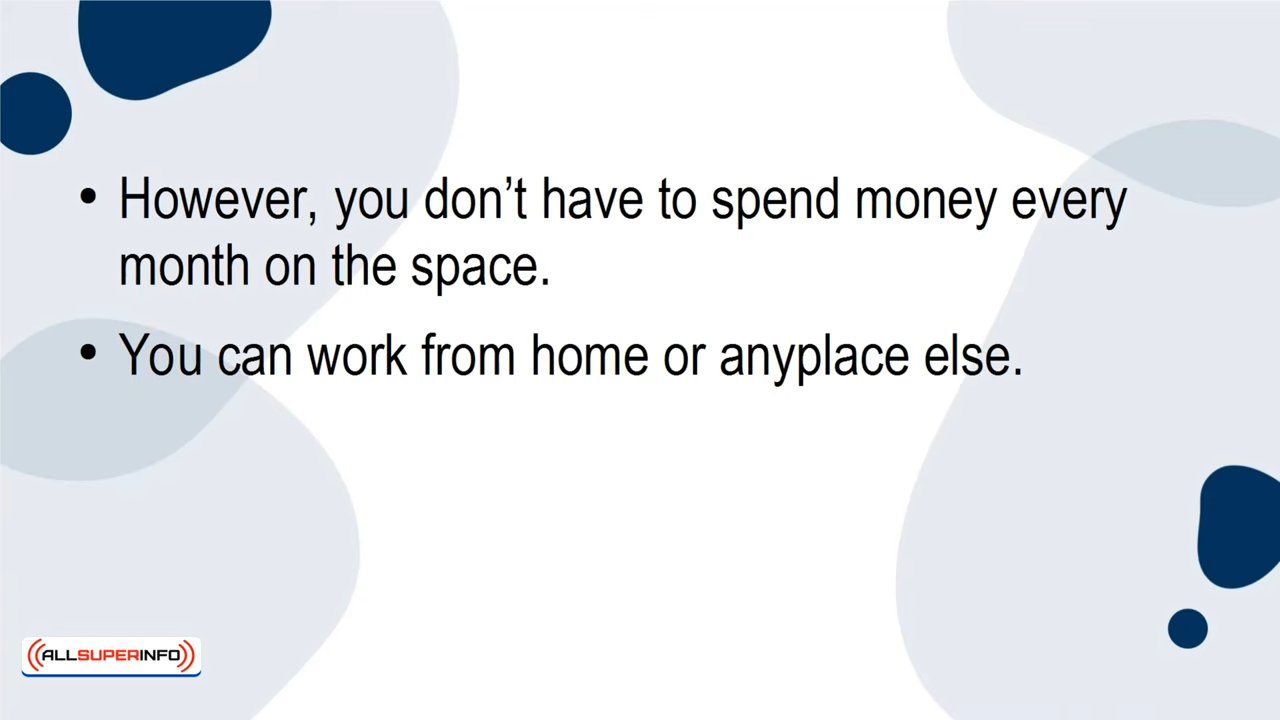 • However, you don’t have to spend money every
month on the space.
• You can work from home or anyplace else.
((ALLSUPERINFO))